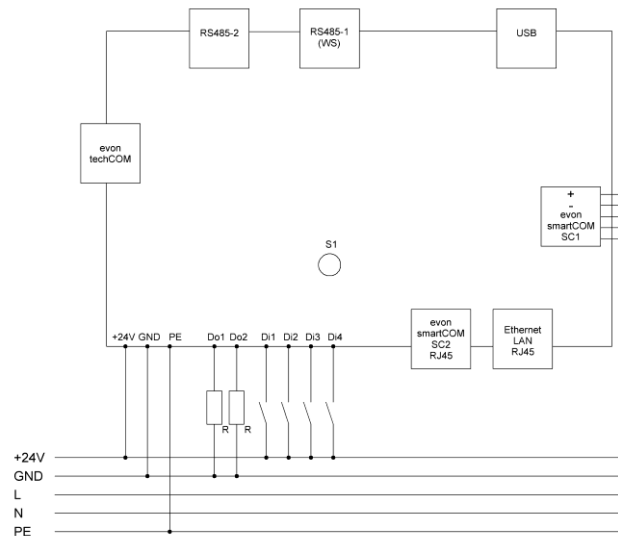 RS485-2
RS485-1
(WS)
USB
evon
techCOM
+
-
evon
smartCOM
SC1
S1
+24V GND PE Do1 Do2 Di1 Di2 Di3 Di4
evon
smartCOM
SC2
RJ45
Ethernet
LAN
RJ45
R R
+24V
GND
L
N
PE